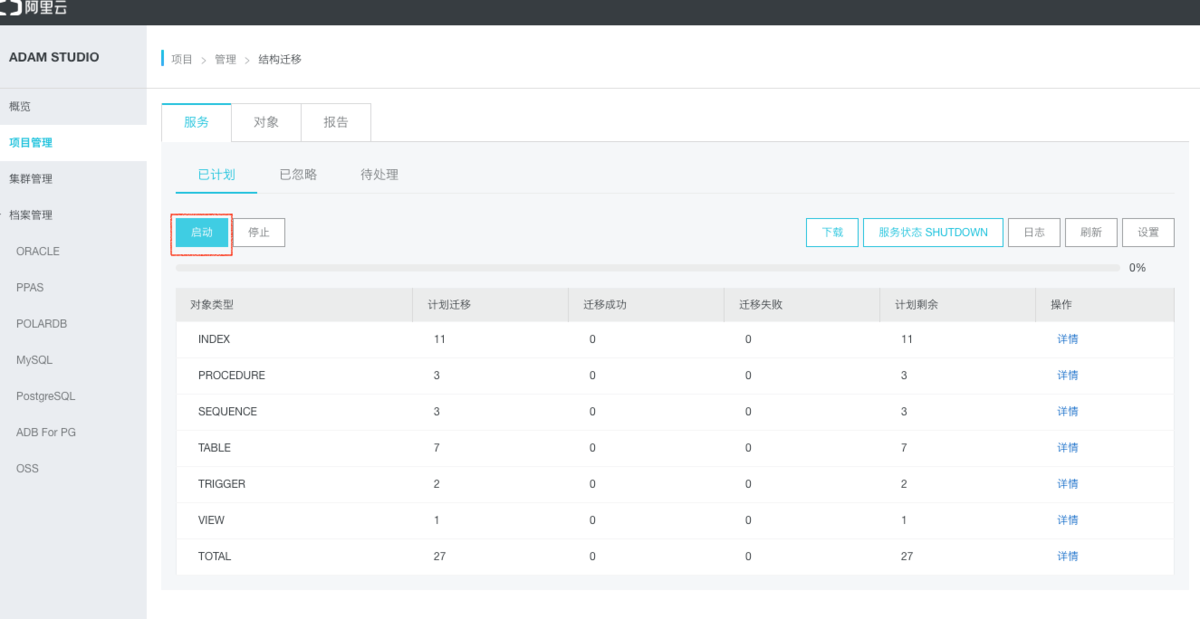 阿里云
ADAM STUDIO
项目 > 管理 > 结构迁移
概览
项目管理
集群管理
档案管理
ORACLE
PPAS
POLARDB
MySQL
PostgreSQL
ADB For PG
OSS
服务 对象 报告
已计划 已忽略 待处理
启动 停止 下载 服务状态 SHUTDOWN 日志 刷新 设置
0%
对象类型 计划迁移 迁移成功 迁移失败 计划剩余 操作
INDEX 11 0 0 11 详情
PROCEDURE 3 0 0 3 详情
SEQUENCE 3 0 0 3 详情
TABLE 7 0 0 7 详情
TRIGGER 2 0 0 2 详情
VIEW 1 0 0 1 详情
TOTAL 27 0 0 27 详情